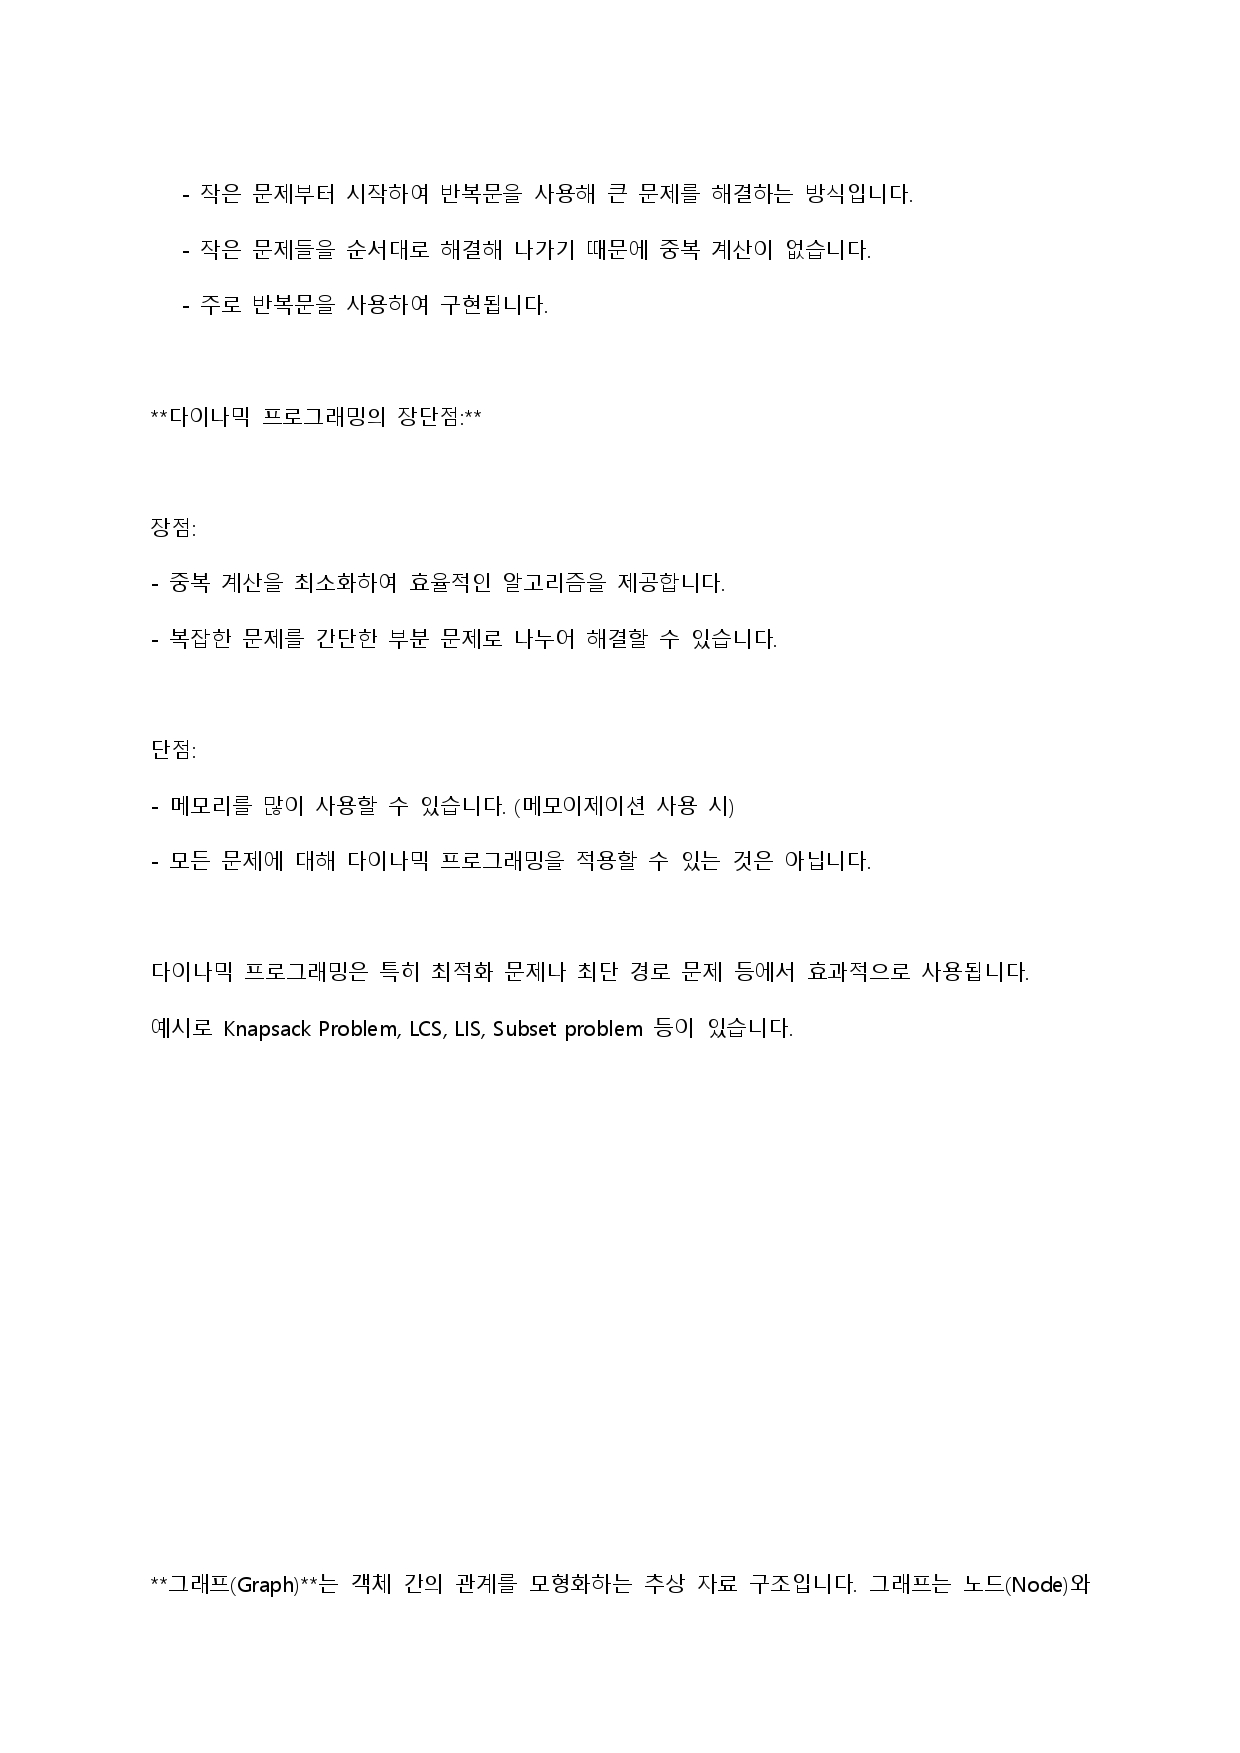 - 작은 문제부터 시작하여 반복문을 사용해 큰 문제를 해결하는 방식입니다.
- 작은 문제들을 순서대로 해결해 나가기 때문에 중복 계산이 없습니다.
- 주로 반복문을 사용하여 구현됩니다.
**다이나믹 프로그래밍의 장단점:**
장점:
- 중복 계산을 최소화하여 효율적인 알고리즘을 제공합니다.
- 복잡한 문제를 간단한 부분 문제로 나누어 해결할 수 있습니다.
단점:
- 메모리를 많이 사용할 수 있습니다. (메모이제이션 사용 시)
- 모든 문제에 대해 다이나믹 프로그래밍을 적용할 수 있는 것은 아닙니다.
다이나믹 프로그래밍은 특히 최적화 문제나 최단 경로 문제 등에서 효과적으로 사용됩니다.
예시로 Knapsack Problem, LCS, LIS, Subset problem 등이 있습니다.
**그래프(Graph)**는 객체 간의 관계를 모형화하는 추상 자료 구조입니다. 그래프는 노드(Node)와